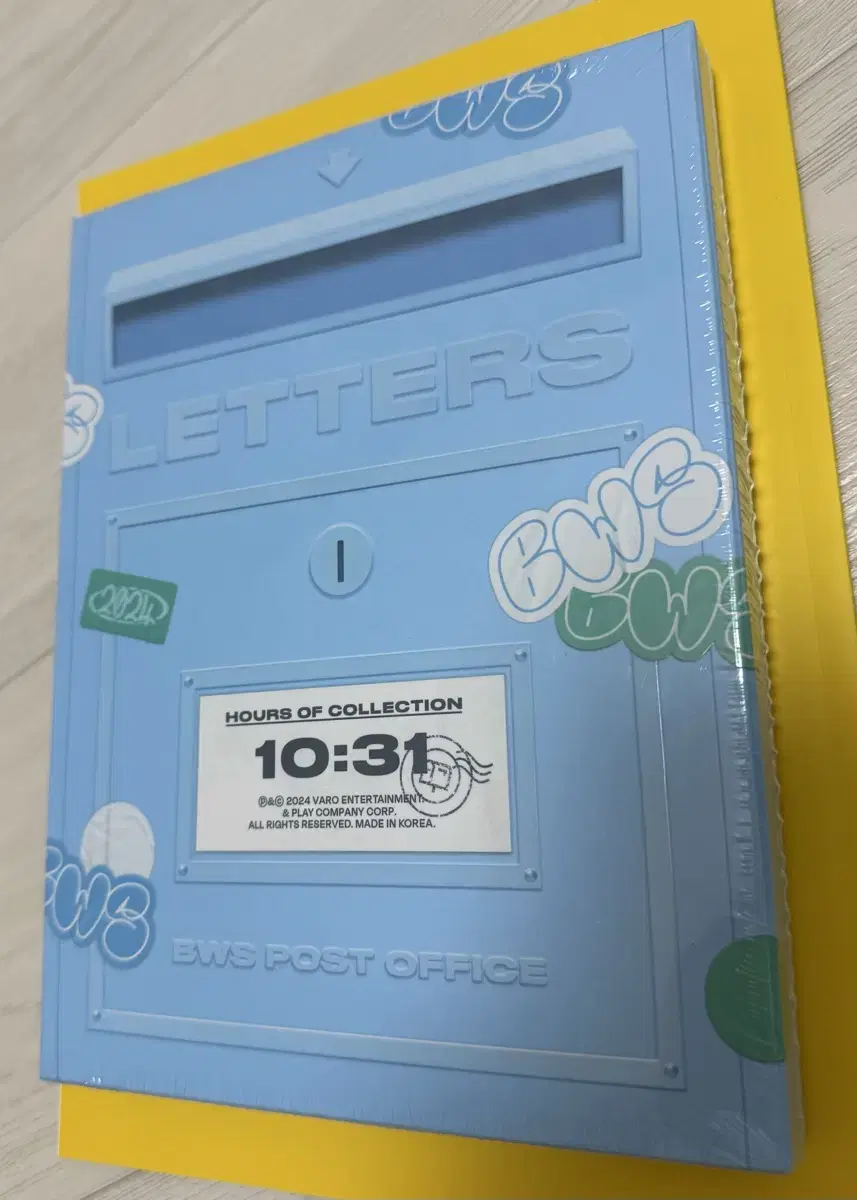 BWS
LETTERS
BWS
BWS
2024
HOURS OF COLLECTION
10:31
℗&© 2024 VARO ENTERTAINMENT.
& PLAY COMPANY CORP.
ALL RIGHTS RESERVED. MADE IN KOREA.
BWS
BWS POST OFFICE